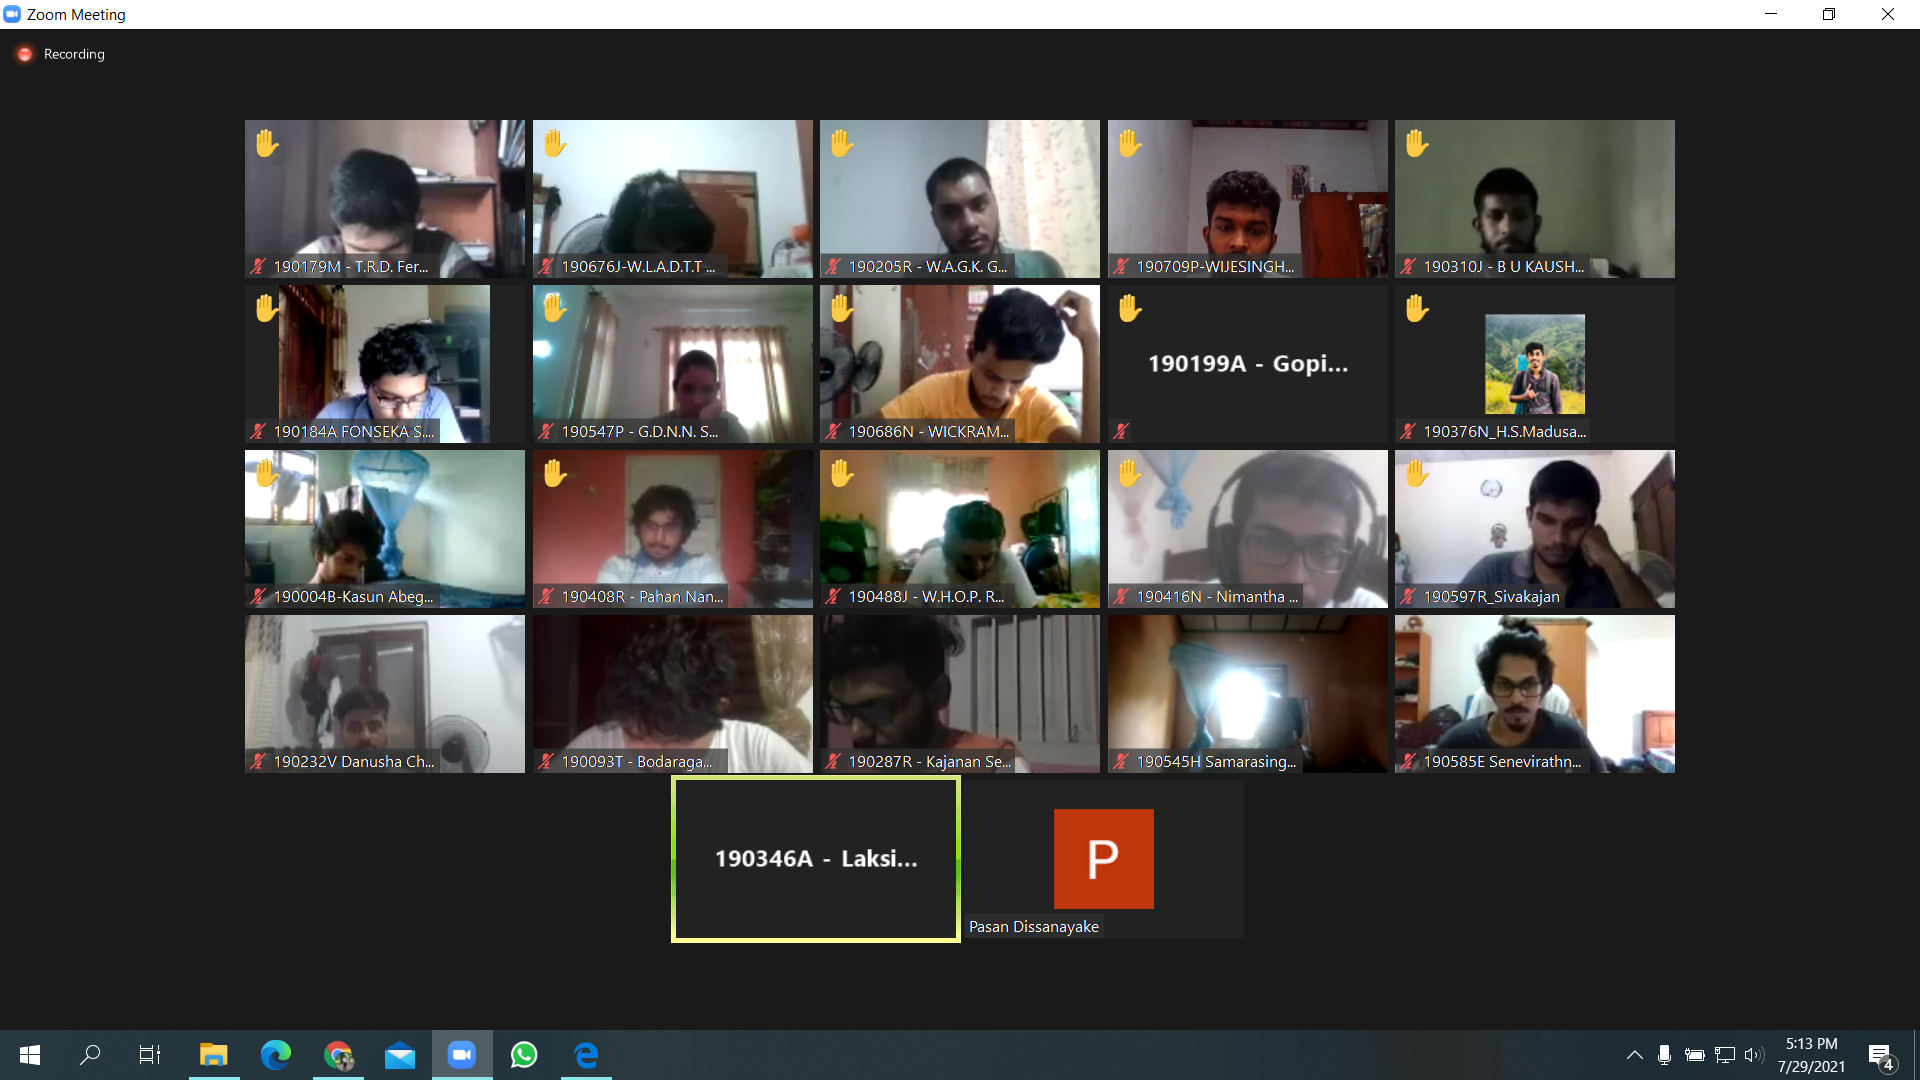 Zoom Meeting
Recording
190179M - T.R.D. Fer...
190676J-W.L.A.D.T.T ...
190205R - W.A.G.K. G...
190709P-WIJESINGH...
190310J - B U KAUSH...
190184A FONSEKA S....
190547P - G.D.N.N. S...
190686N - WICKRAM...
190199A - Gopi...
190376N_H.S.Madusa...
190004B-Kasun Abeg...
190408R - Pahan Nan...
190488J - W.H.O.P. R...
190416N - Nimantha ...
190597R_Sivakajan
190232V Danusha Ch...
190093T - Bodaraga...
190287R - Kajanan Se...
190545H Samarasing...
190585E Senevirathn...
190346A - Laksi...
P
Pasan Dissanayake
5:13 PM
7/29/2021
4